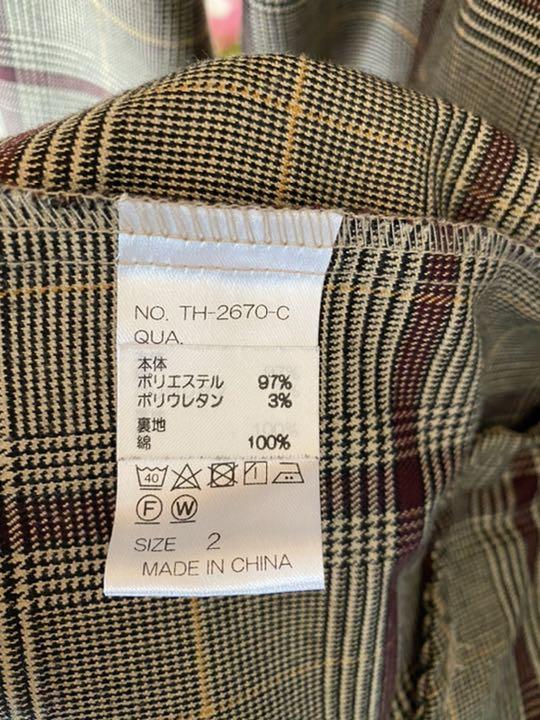 NO. TH-2670-C
QUA.
本体
ポリエステル 97%
ポリウレタン 3%
裏地
綿 100%
40
F W
SIZE 2
MADE IN CHINA